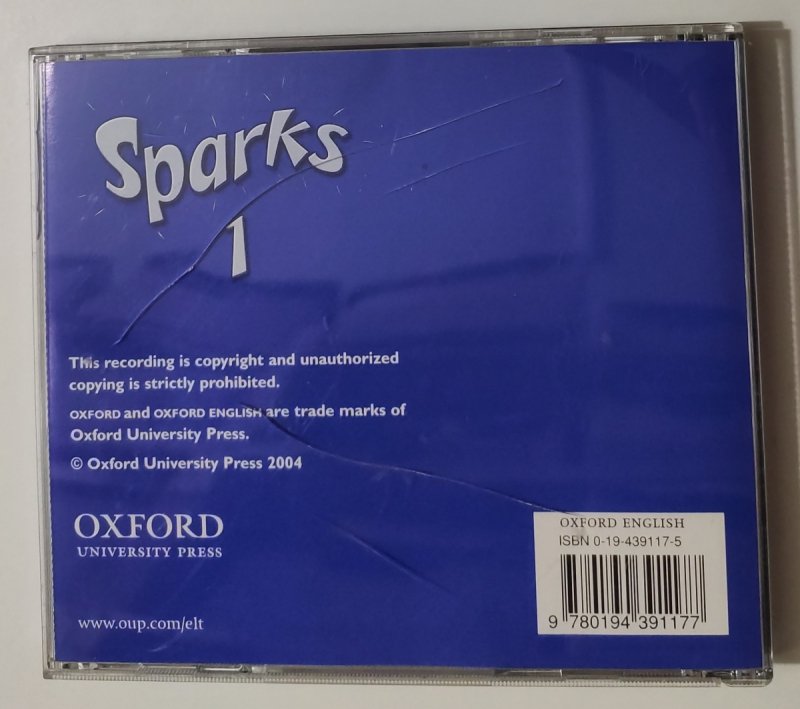 Sparks
1
This recording is copyright and unauthorized
copying is strictly prohibited.
OXFORD and OXFORD ENGLISH are trade marks of
Oxford University Press.
© Oxford University Press 2004
OXFORD
UNIVERSITY PRESS
www.oup.com/elt
OXFORD ENGLISH
ISBN 0-19-439117-5
9 780194 391177